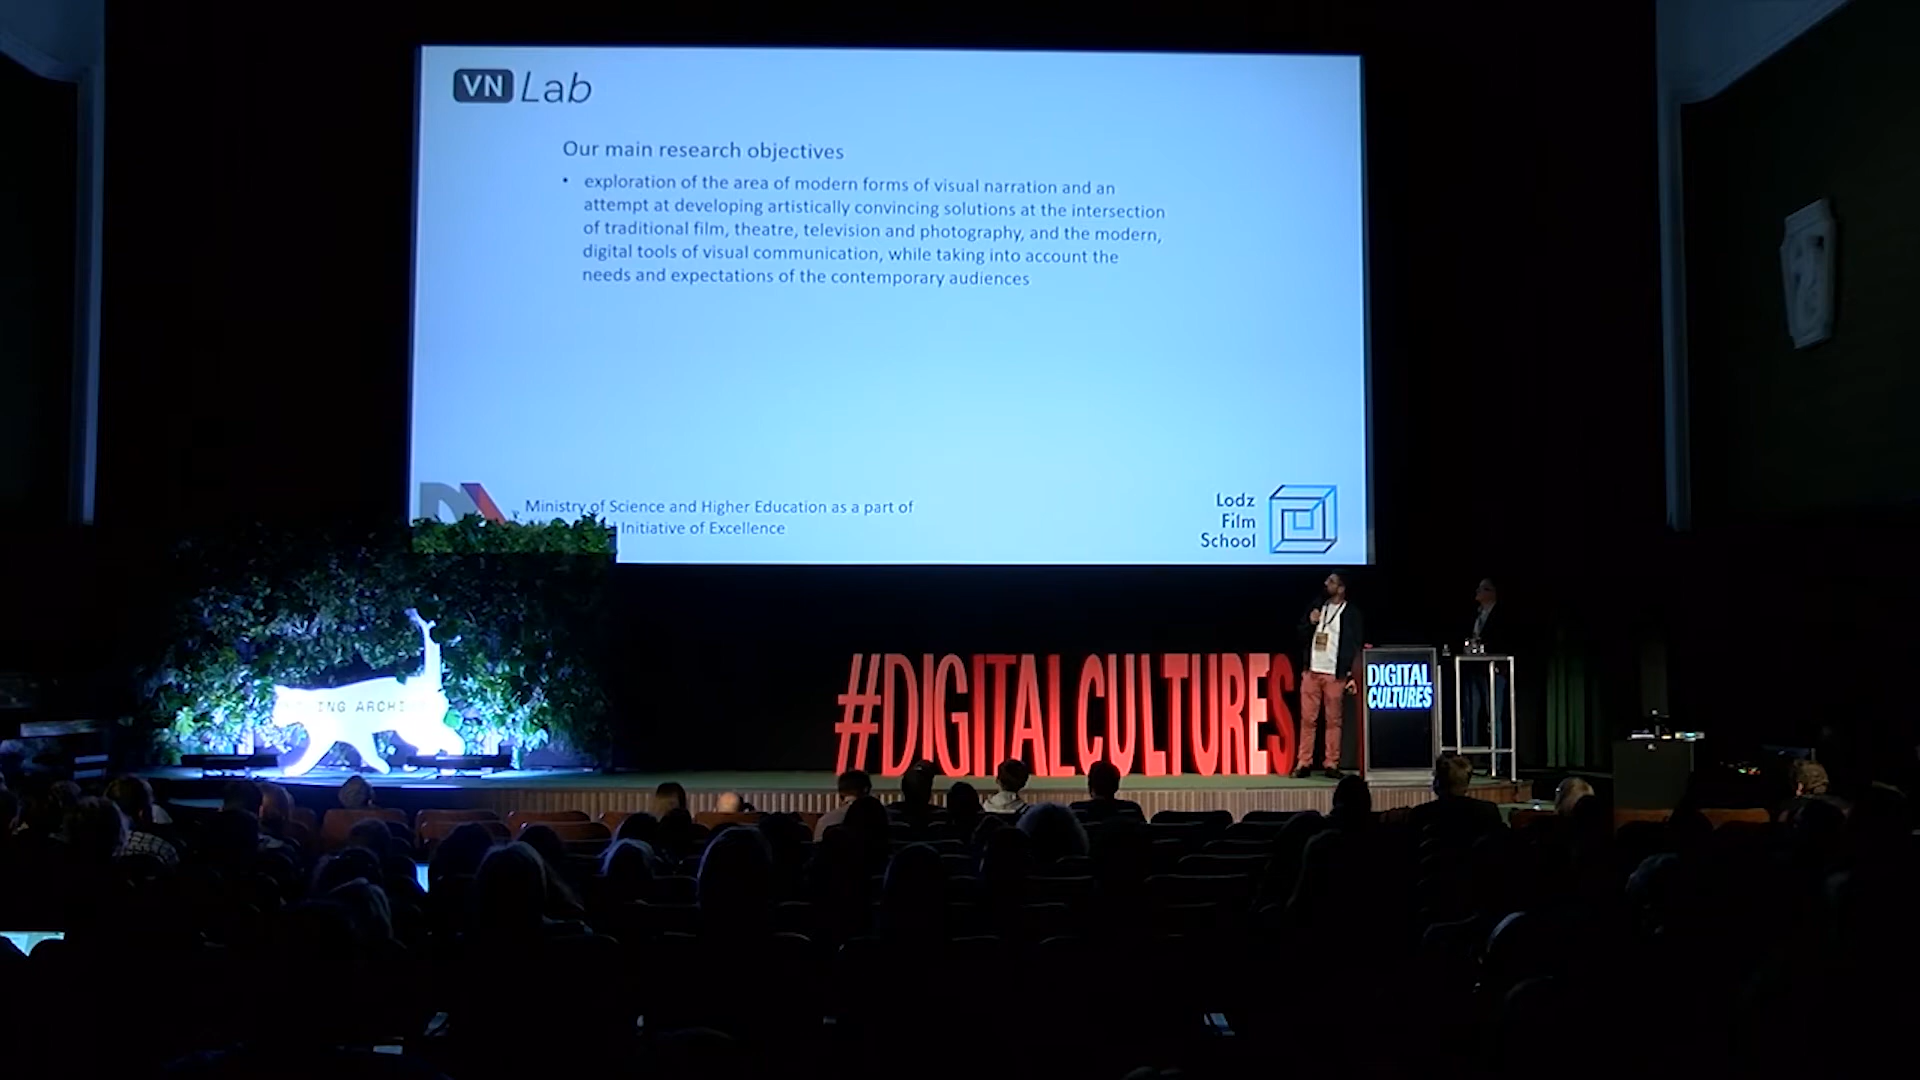 VN Lab
Our main research objectives
• exploration of the area of modern forms of visual narration and an
attempt at developing artistically convincing solutions at the intersection
of traditional film, theatre, television and photography, and the modern,
digital tools of visual communication, while taking into account the
needs and expectations of the contemporary audiences
Ministry of Science and Higher Education as a part of
Initiative of Excellence
Lodz
Film
School
ING ARCHI
#DIGITALCULTURES
DIGITAL
CULTURES